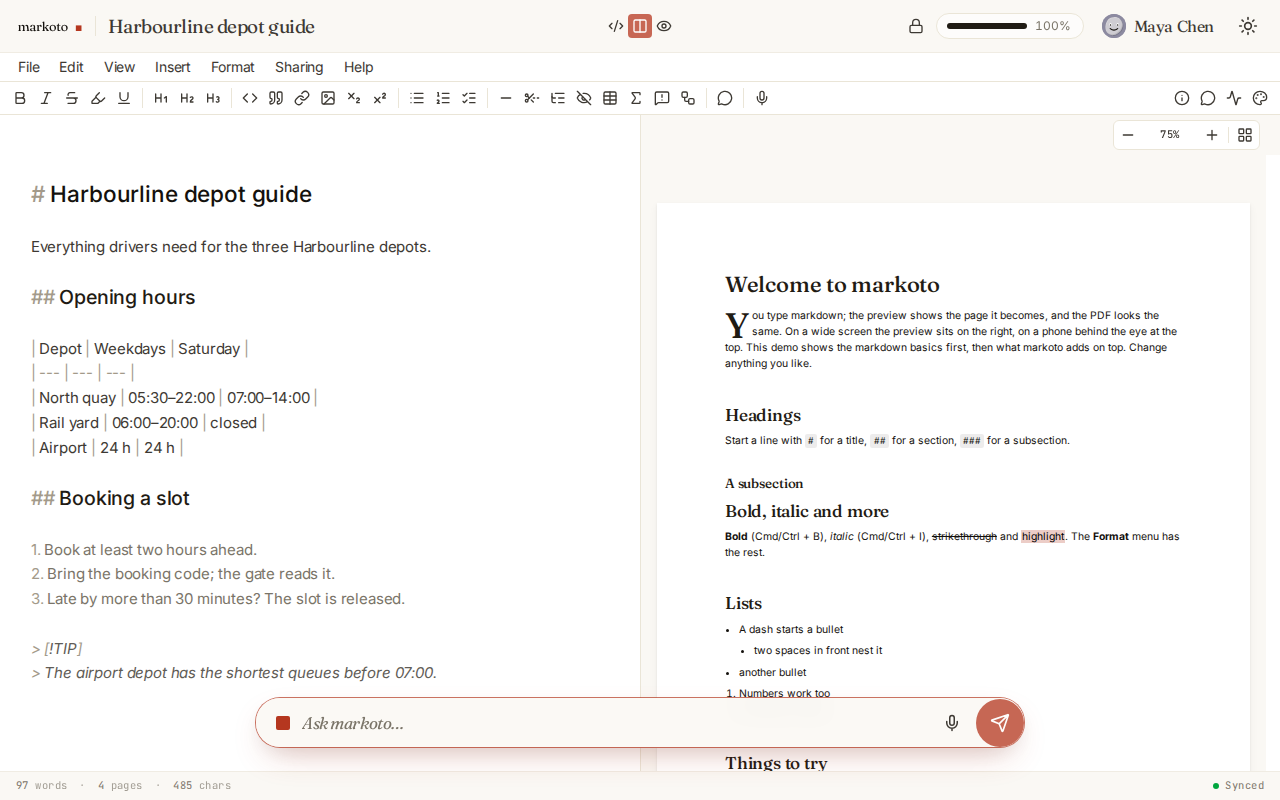 markoto
Harbourline depot guide
100%
Maya Chen
File Edit View Insert Format Sharing Help
H1 H2 H3
X2 X2
75%
# Harbourline depot guide
Everything drivers need for the three Harbourline depots.
## Opening hours
| Depot | Weekdays | Saturday |
| --- | --- | --- |
| North quay | 05:30–22:00 | 07:00–14:00 |
| Rail yard | 06:00–20:00 | closed |
| Airport | 24 h | 24 h |
## Booking a slot
1. Book at least two hours ahead.
2. Bring the booking code; the gate reads it.
3. Late by more than 30 minutes? The slot is released.
> [!TIP]
> The airport depot has the shortest queues before 07:00.
Welcome to markoto
You type markdown; the preview shows the page it becomes, and the PDF looks the
same. On a wide screen the preview sits on the right, on a phone behind the eye at the
top. This demo shows the markdown basics first, then what markoto adds on top. Change
anything you like.
Headings
Start a line with # for a title, ## for a section, ### for a subsection.
A subsection
Bold, italic and more
Bold (Cmd/Ctrl + B), italic (Cmd/Ctrl + I), strikethrough and highlight. The Format menu has
the rest.
Lists
• A dash starts a bullet
• two spaces in front nest it
• another bullet
1. Numbers work too
Things to try
Ask markoto...
97 words · 4 pages · 485 chars
Synced